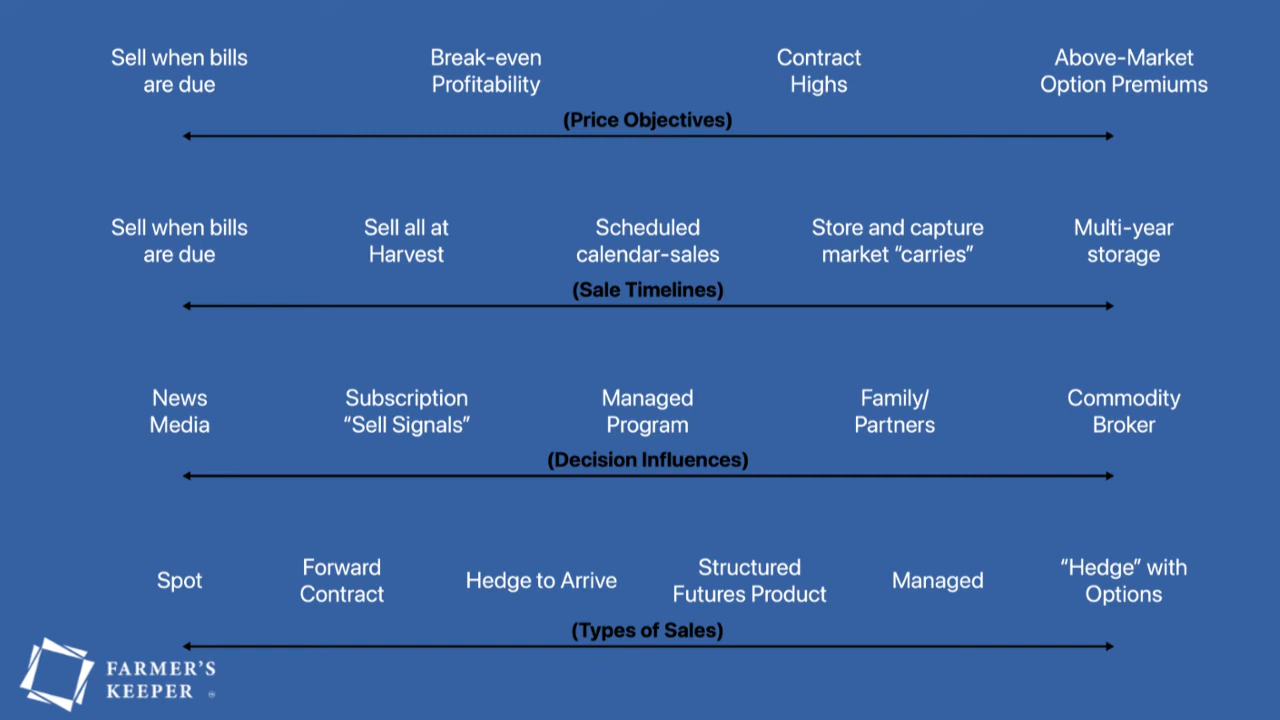 Sell when bills
are due
Break-even
Profitability
Contract
Highs
Above-Market
Option Premiums
(Price Objectives)
Sell when bills
are due
Sell all at
Harvest
Scheduled
calendar-sales
Store and capture
market “carries”
Multi-year
storage
(Sale Timelines)
News
Media
Subscription
“Sell Signals”
Managed
Program
Family/
Partners
Commodity
Broker
(Decision Influences)
Spot
Forward
Contract
Hedge to Arrive
Structured
Futures Product
Managed
“Hedge” with
Options
(Types of Sales)
FARMER’S
KEEPER